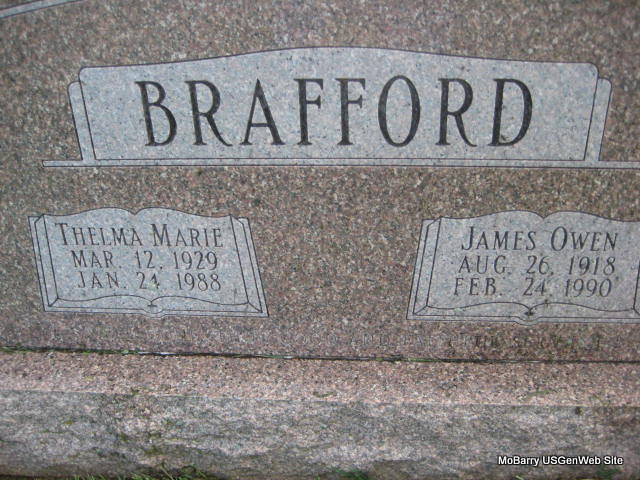 BRAFFORD
THELMA MARIE
MAR. 12, 1929
JAN. 24, 1988
JAMES OWEN
AUG. 26, 1918
FEB. 24, 1990
AND
MoBarry USGenWeb Site